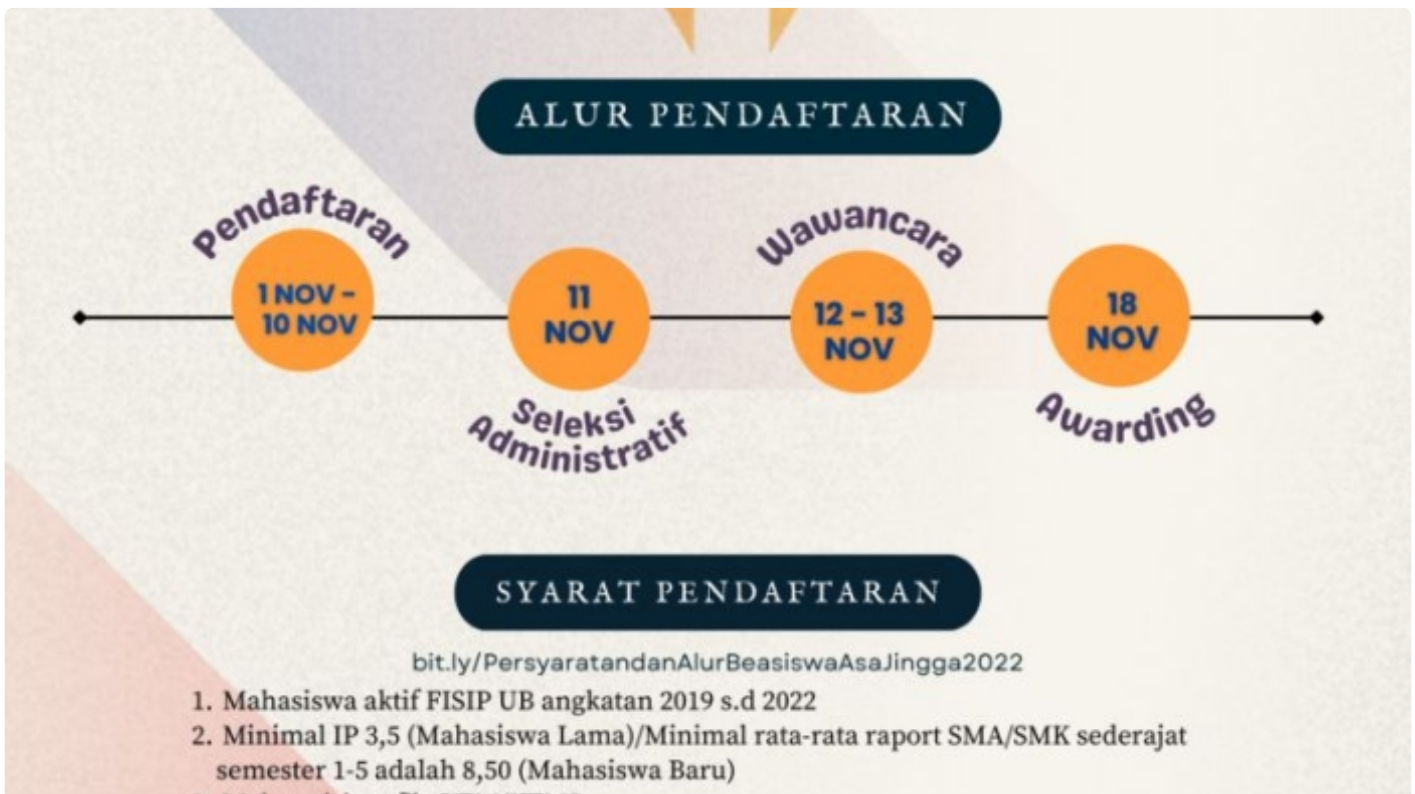 ALUR PENDAFTARAN
Pendaftaran
1 NOV –
10 NOV
11
NOV
Seleksi
Administratif
Wawancara
12 – 13
NOV
18
NOV
Awarding
SYARAT PENDAFTARAN
bit.ly/PersyaratandanAlurBeasiswaAsaJingga2022
1. Mahasiswa aktif FISIP UB angkatan 2019 s.d 2022
2. Minimal IP 3,5 (Mahasiswa Lama)/Minimal rata-rata raport SMA/SMK sederajat
semester 1-5 adalah 8,50 (Mahasiswa Baru)